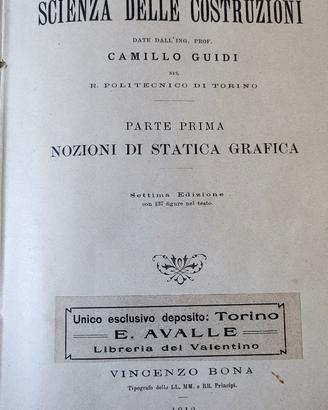 SCIENZA DELLE COSTRUZIONI
DATE DALL'ING. PROF.
CAMILLO GUIDI
NEL
R. POLITECNICO DI TORINO
PARTE PRIMA
NOZIONI DI STATICA GRAFICA
Settima Edizione
con 137 figure nel testo.
Unico esclusivo deposito: Torino
E. AVALLE
Libreria del Valentino
VINCENZO BONA
Tipografo delle LL. MM. e RR. Principi.